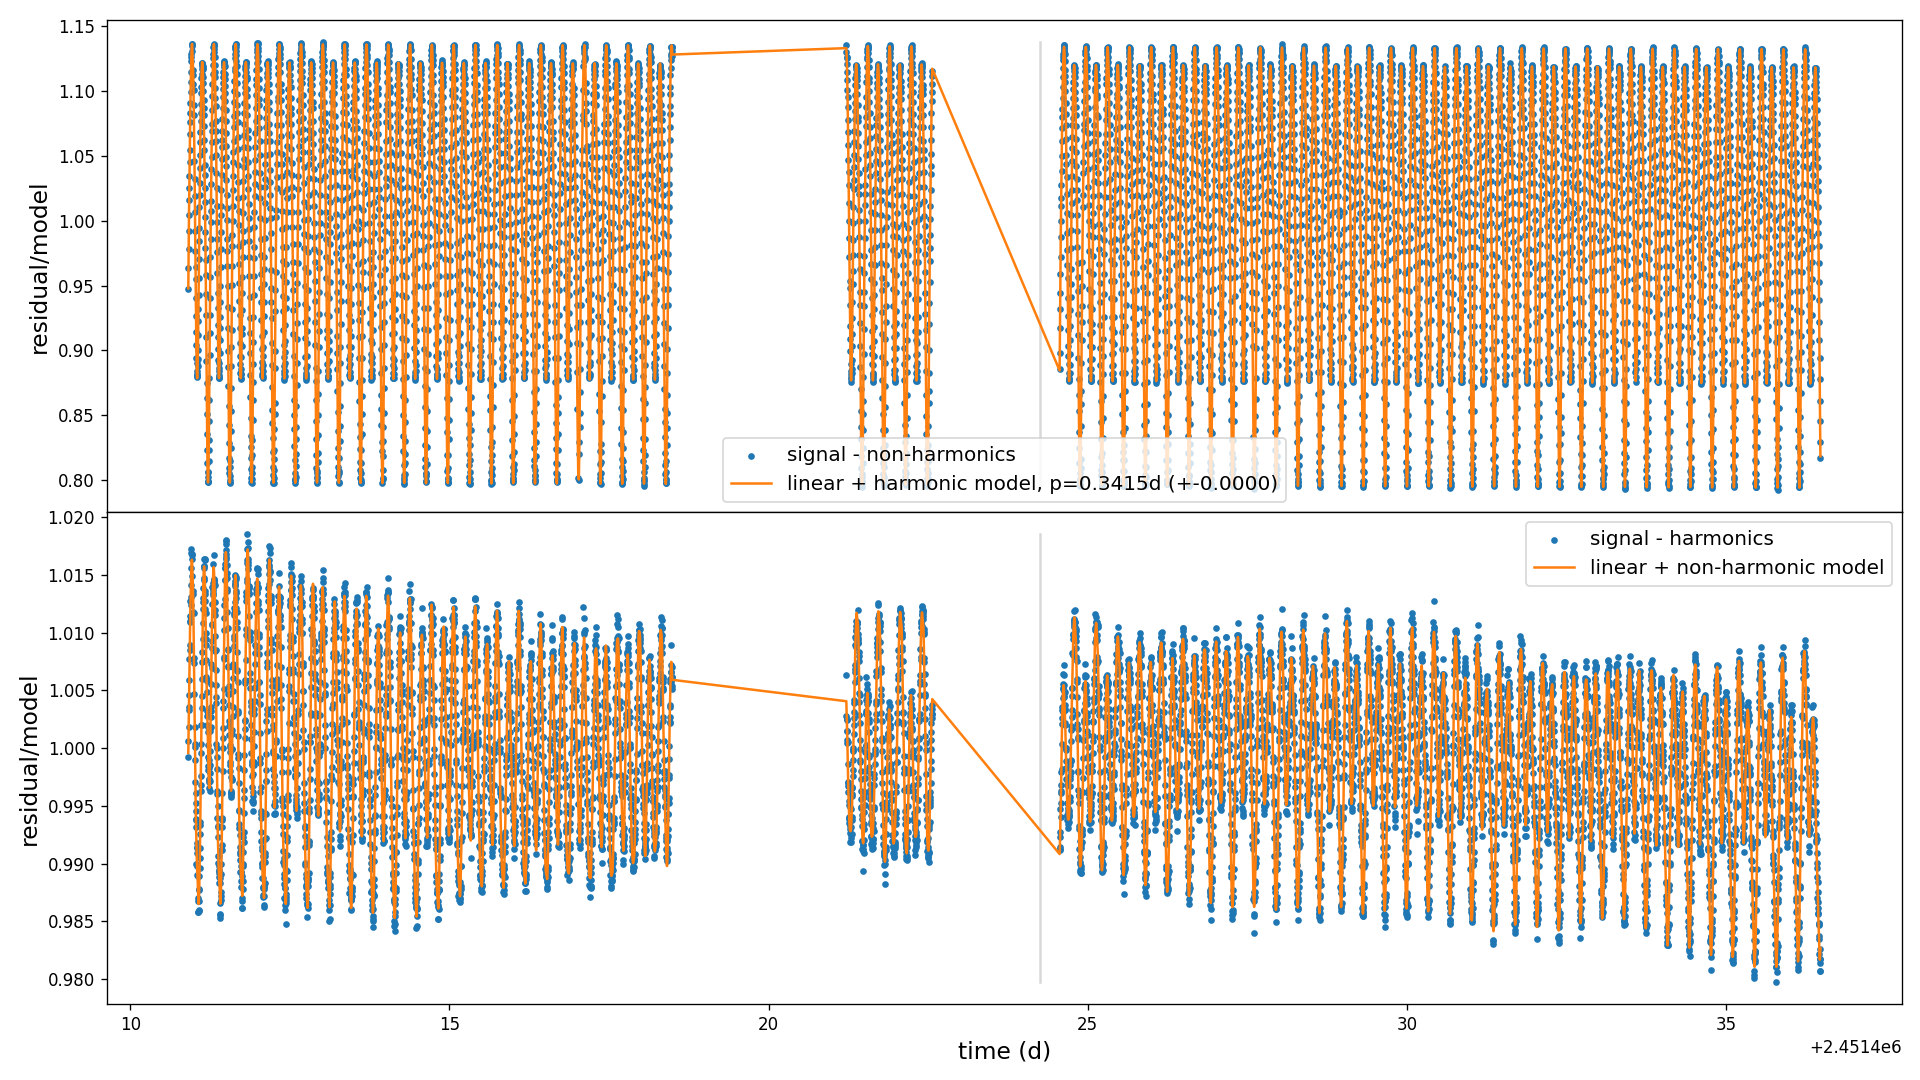 1.15
1.10
1.05
1.00
0.95
0.90
0.85
0.80
residual/model
signal - non-harmonics
linear + harmonic model, p=0.3415d (+-0.0000)
1.020
1.015
1.010
1.005
1.000
0.995
0.990
0.985
0.980
residual/model
signal - harmonics
linear + non-harmonic model
10
15
20
25
30
35
time (d)
+2.4514e6